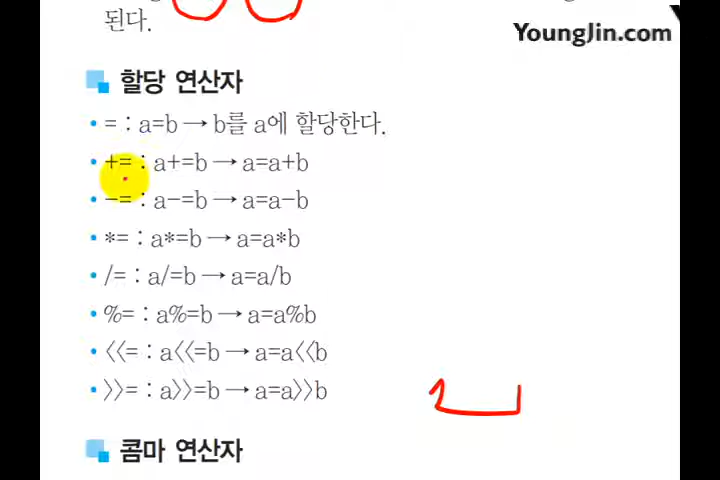 된다.
YoungJin.com
할당 연산자
• = : a=b → b를 a에 할당한다.
• += : a+=b → a=a+b
• -= : a-=b → a=a-b
• *= : a*=b → a=a*b
• /= : a/=b → a=a/b
• %= : a%=b → a=a%b
• 〈〈= : a〈〈=b → a=a〈〈b
• 〉〉= : a〉〉=b → a=a〉〉b
콤마 연산자